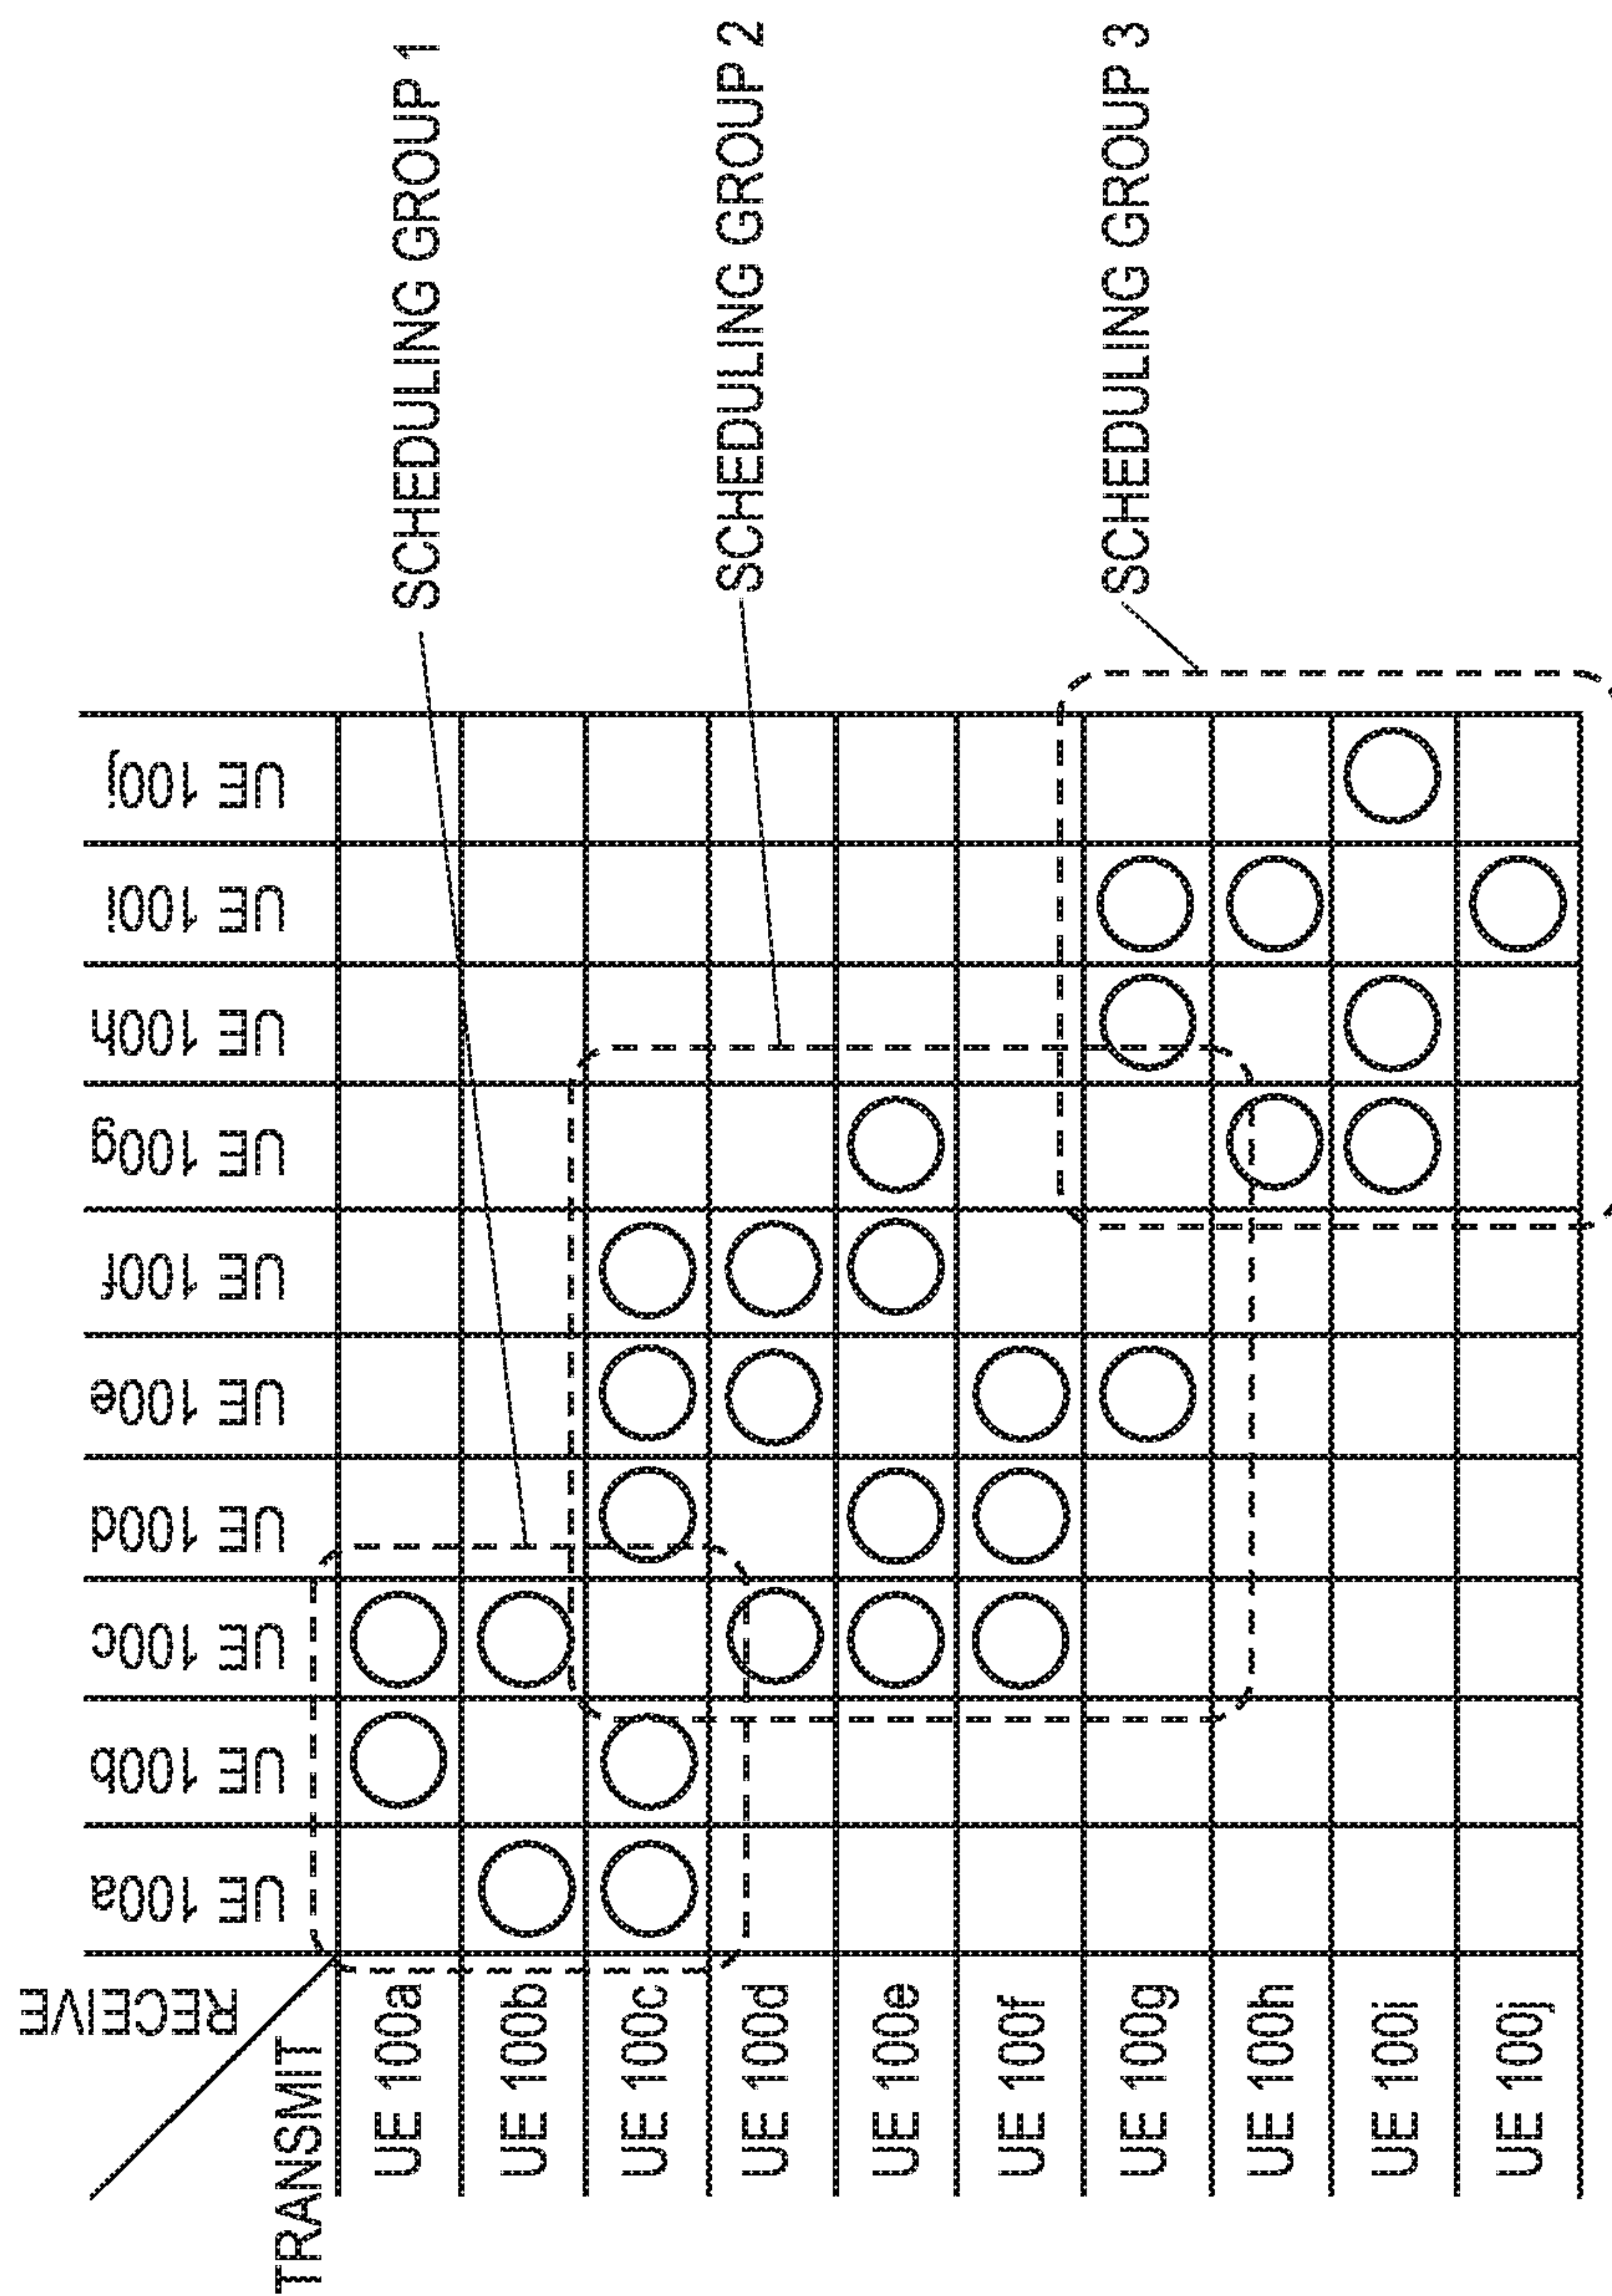 RECEIVE
TRANSMIT
UE 100a
UE 100b
UE 100c
UE 100d
UE 100e
UE 100f
UE 100g
UE 100h
UE 100i
UE 100j
UE 100a
UE 100b
UE 100c
UE 100d
UE 100e
UE 100f
UE 100g
UE 100h
UE 100i
UE 100j
SCHEDULING GROUP 1
SCHEDULING GROUP 2
SCHEDULING GROUP 3